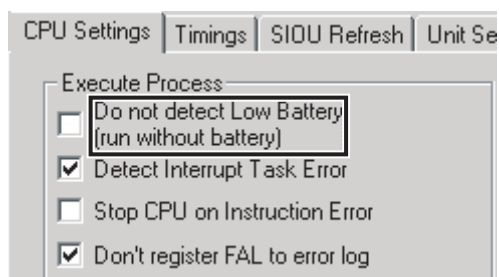 CPU Settings Timings SIOU Refresh Unit Se
Execute Process
Do not detect Low Battery
(run without battery)
Detect Interrupt Task Error
Stop CPU on Instruction Error
Don't register FAL to error log